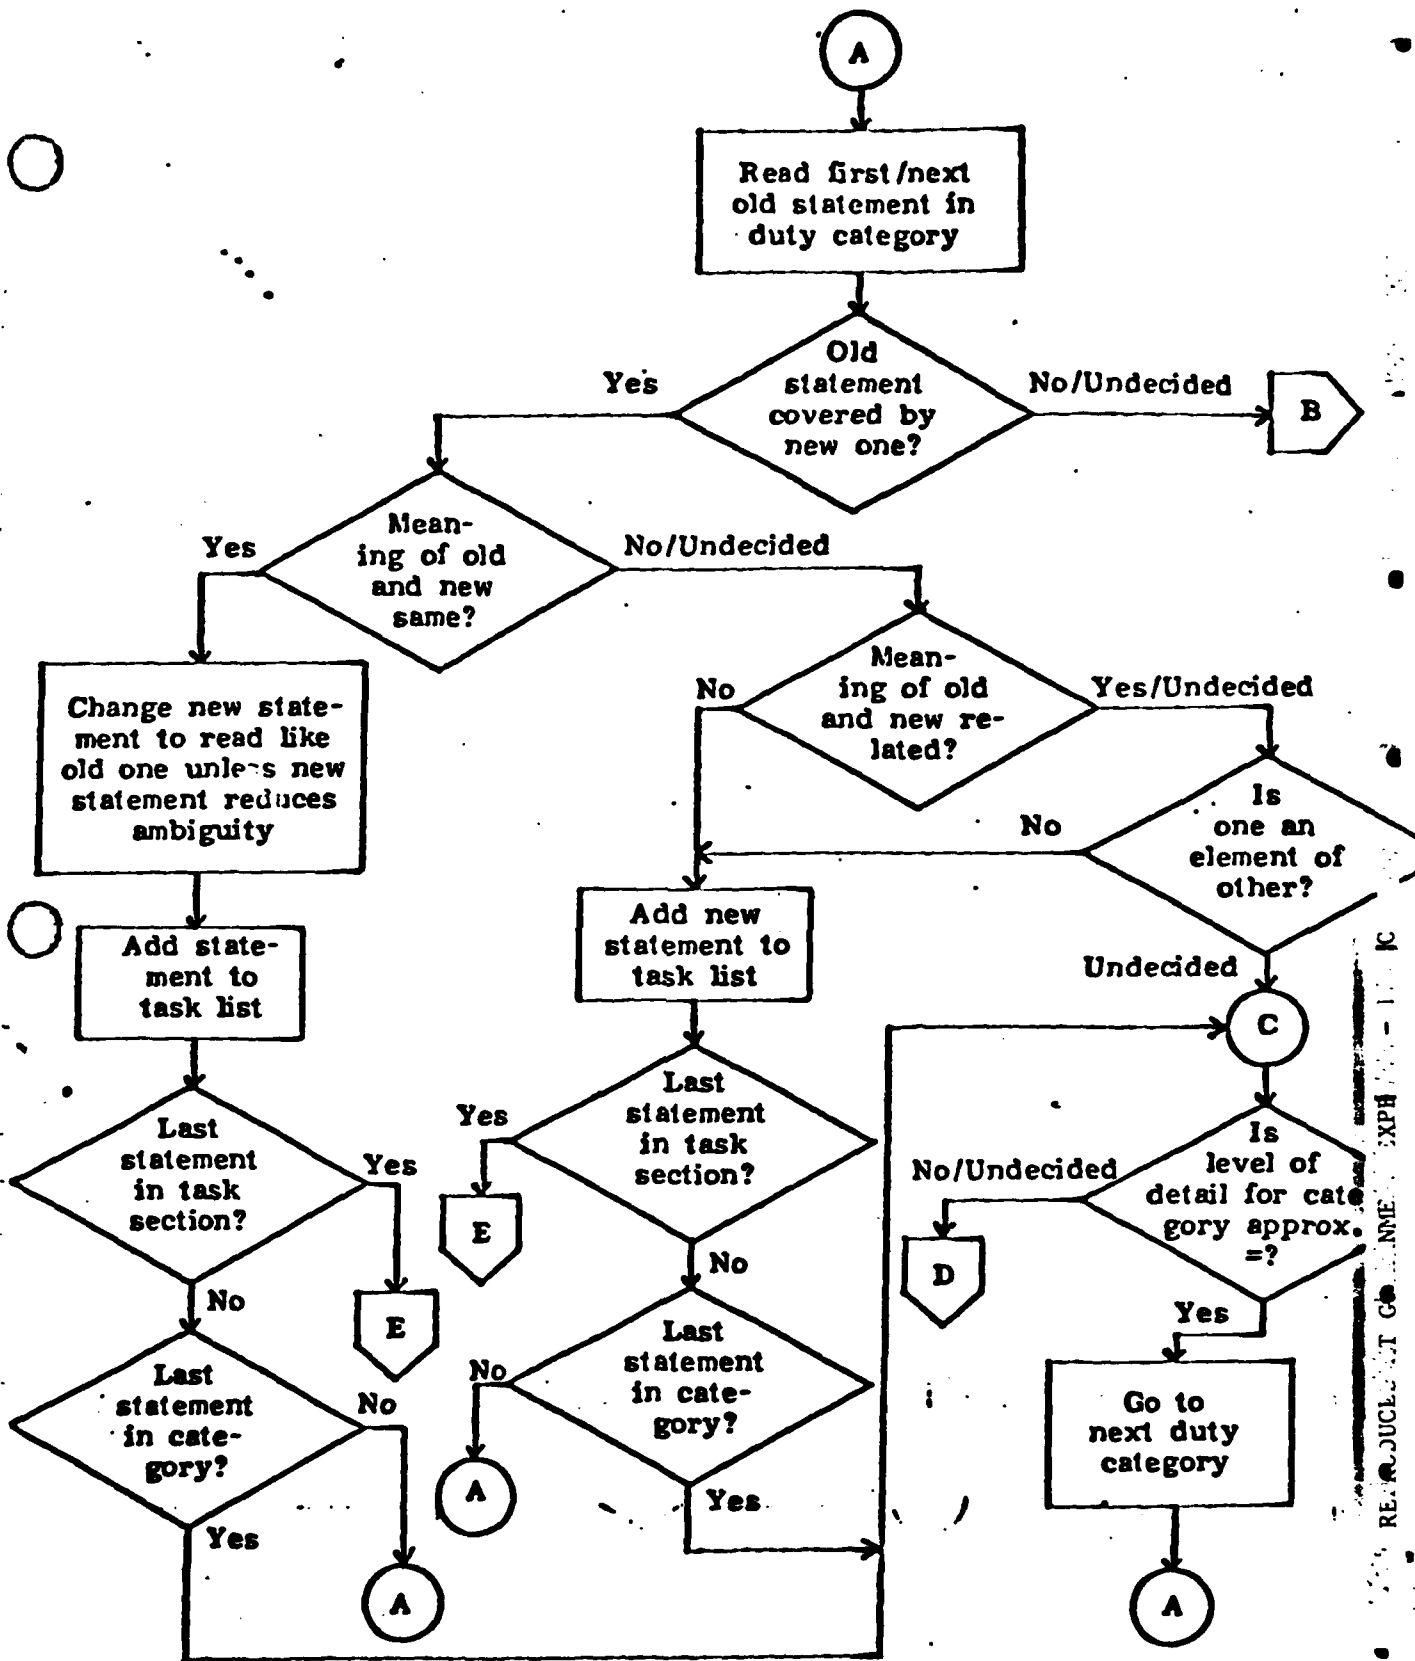 A
Read first/next
old statement in
duty category
Old
statement
covered by
new one?
Yes
No/Undecided
B
Mean-
ing of old
and new
same?
Yes
No/Undecided
Change new state-
ment to read like
old one unless new
statement reduces
ambiguity
Mean-
ing of old
and new re-
lated?
No
Yes/Undecided
Is
one an
element of
other?
No
Undecided
Add state-
ment to
task list
Add new
statement to
task list
C
Last
statement
in task
section?
Yes
No
E
Last
statement
in task
section?
Yes
No
E
Is
level of
detail for cate
gory approx.
=?
No/Undecided
D
Yes
Last
statement
in cate-
gory?
No
Yes
A
Last
statement
in cate-
gory?
No
Yes
A
Go to
next duty
category
A